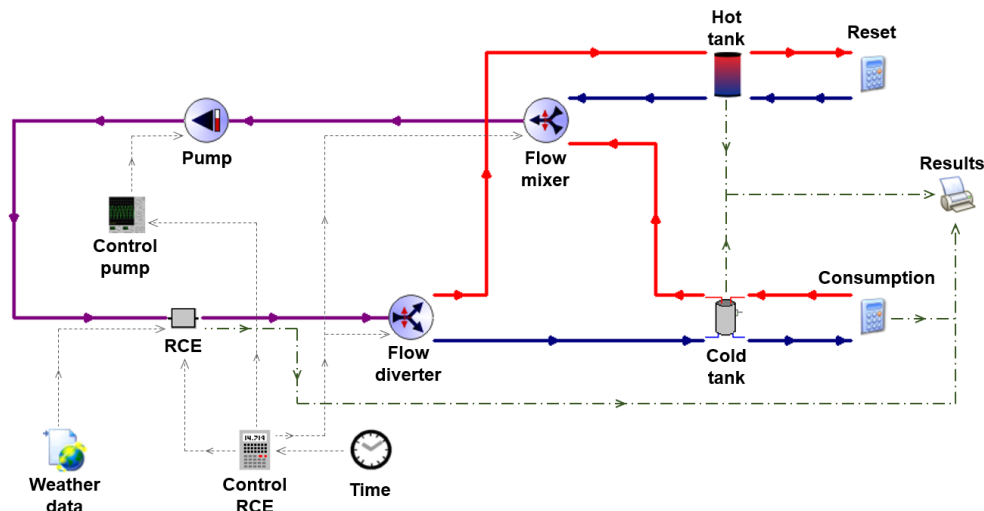 Hot
tank
Reset
Pump
Flow
mixer
Results
Control
pump
Consumption
RCE
Flow
diverter
Cold
tank
14.714
Weather
data
Control
RCE
Time